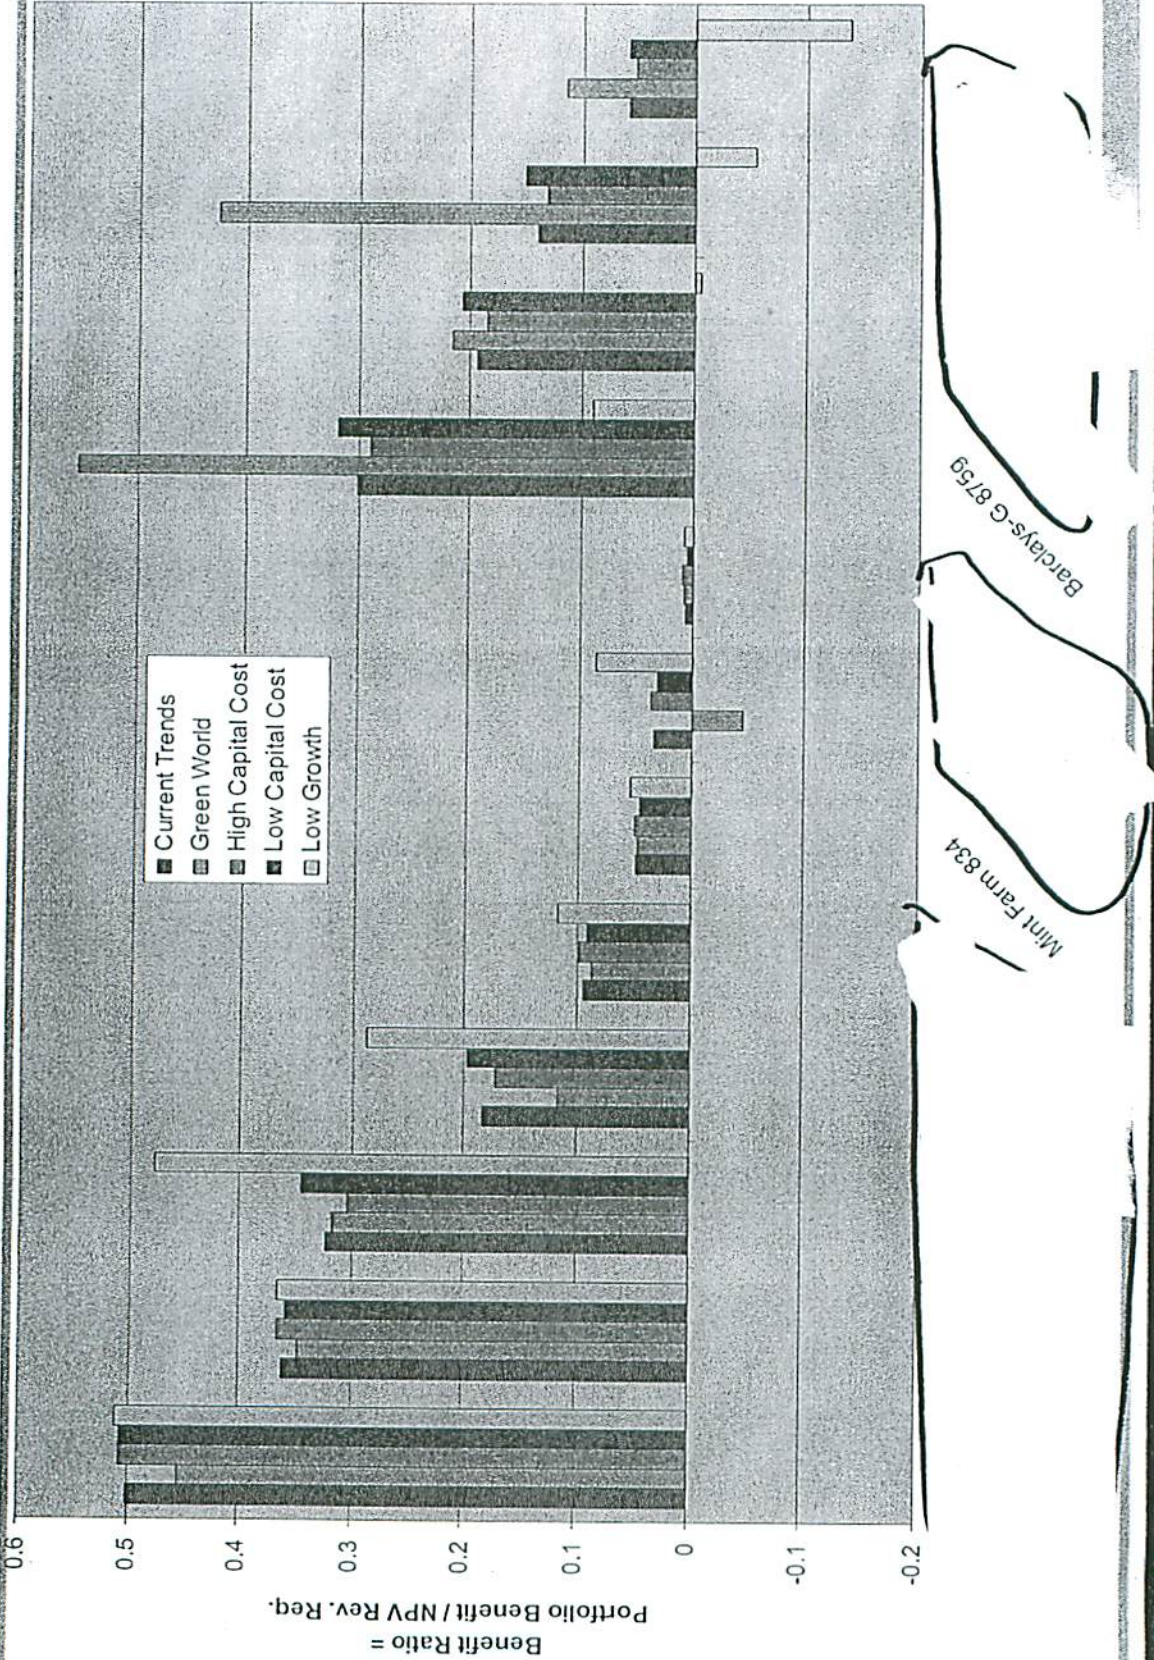 Benefit Ratio =
Portfolio Benefit / NPV Rev. Req.
0.6
0.5
0.4
0.3
0.2
0.1
0
-0.1
-0.2
Current Trends
Green World
High Capital Cost
Low Capital Cost
Low Growth
Mint Farm 834
Barclays-G 875g